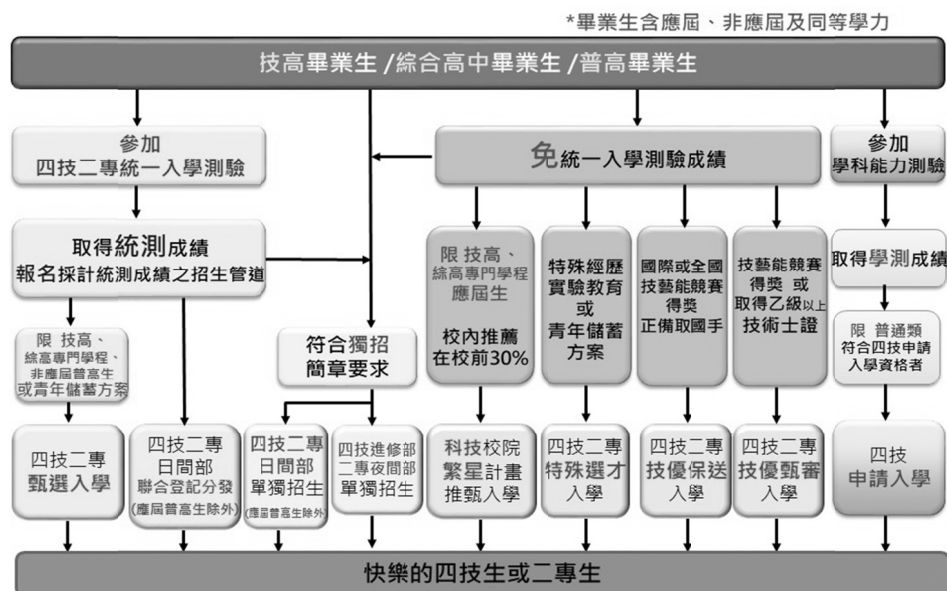 *畢業生含應屆、非應屆及同等學力
技高畢業生 /綜合高中畢業生 /普高畢業生
參加
四技二專統一入學測驗
免統一入學測驗成績
參加
學科能力測驗
取得統測成績
報名採計統測成績之招生管道
限 技高、
綜高專門學程
應屆生
校內推薦
在校前30%
特殊經歷
實驗教育
或
青年儲蓄
方案
國際或全國
技藝能競賽
得獎
正備取國手
技藝能競賽
得獎 或
取得乙級以上
技術士證
取得學測成績
限 技高、
綜高專門學程、
非應屆普高生
或青年儲蓄方案
符合獨招
簡章要求
限 普通類
符合四技申請
入學資格者
四技二專
甄選入學
四技二專
日間部
聯合登記分發
(應屆普高生除外)
四技二專
日間部
單獨招生
(應屆普高生除外)
四技進修部
二專夜間部
單獨招生
科技校院
繁星計畫
推甄入學
四技二專
特殊選才
入學
四技二專
技優保送
入學
四技二專
技優甄審
入學
四技
申請入學
快樂的四技生或二專生